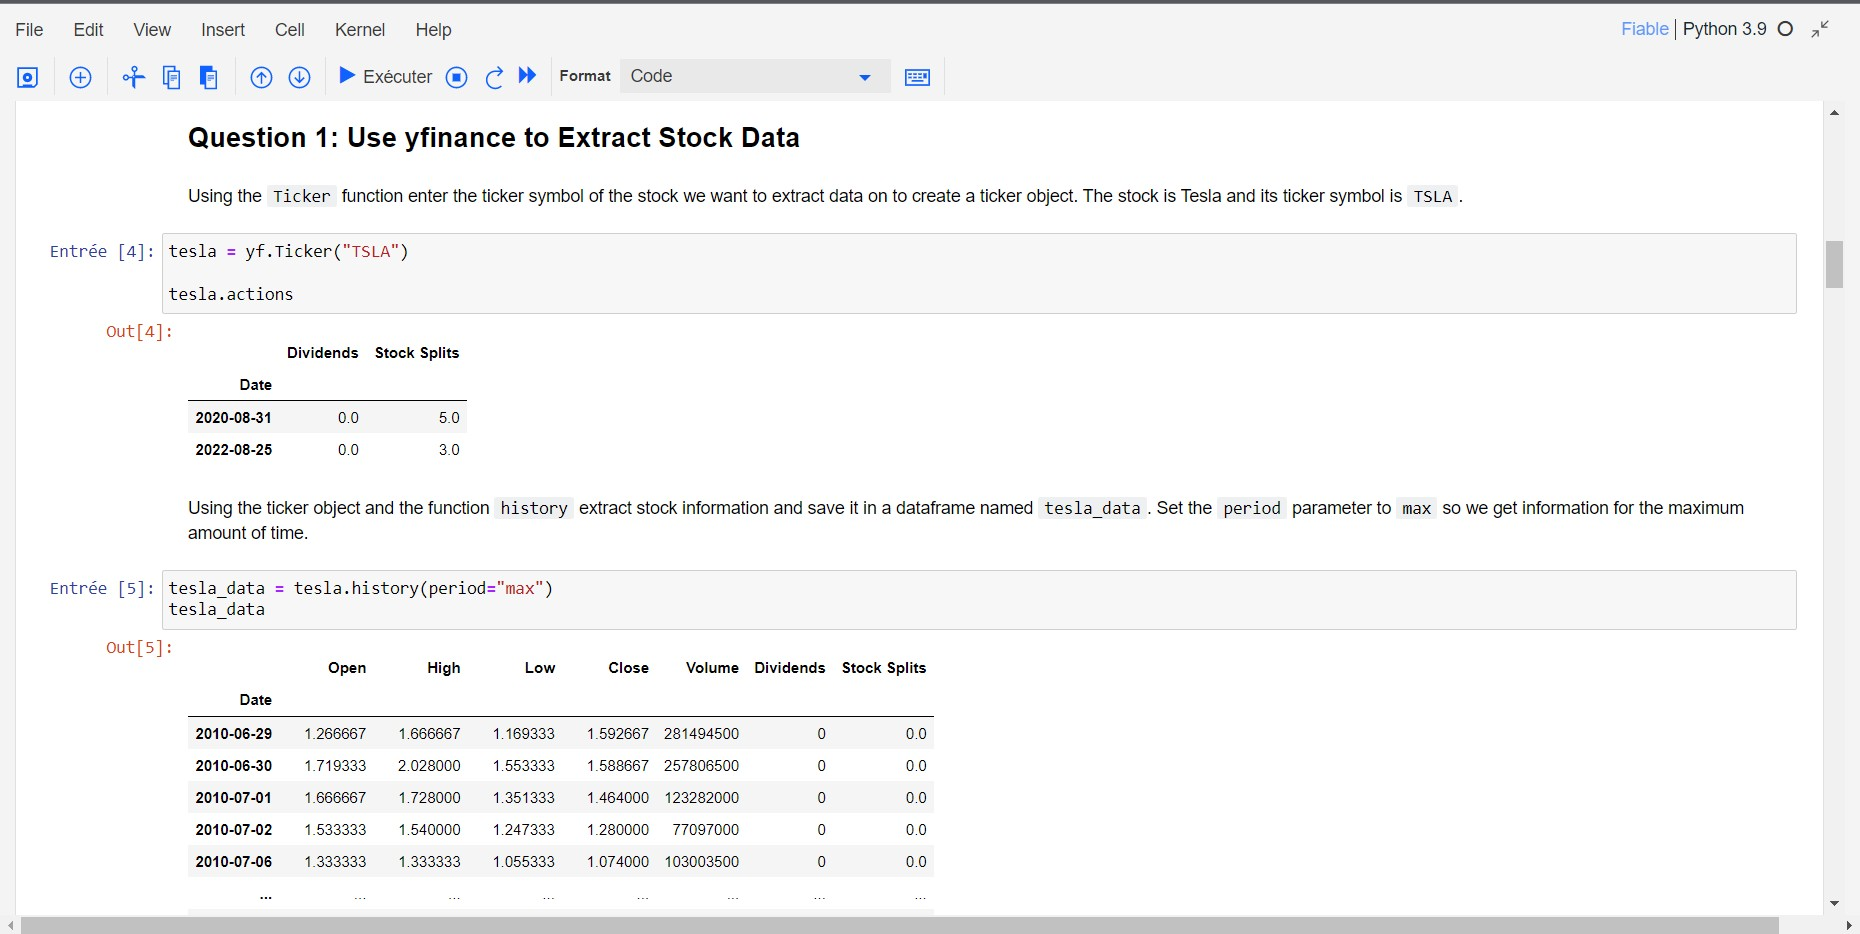 File Edit View Insert Cell Kernel Help Fiable Python 3.9
Exécuter Format Code
Question 1: Use yfinance to Extract Stock Data
Using the Ticker function enter the ticker symbol of the stock we want to extract data on to create a ticker object. The stock is Tesla and its ticker symbol is TSLA .
Entrée [4]: tesla = yf.Ticker("TSLA")
tesla.actions
Out[4]:
Dividends Stock Splits
Date
2020-08-31 0.0 5.0
2022-08-25 0.0 3.0
Using the ticker object and the function history extract stock information and save it in a dataframe named tesla_data . Set the period parameter to max so we get information for the maximum
amount of time.
Entrée [5]: tesla_data = tesla.history(period="max")
tesla_data
Out[5]:
Open High Low Close Volume Dividends Stock Splits
Date
2010-06-29 1.266667 1.666667 1.169333 1.592667 281494500 0 0.0
2010-06-30 1.719333 2.028000 1.553333 1.588667 257806500 0 0.0
2010-07-01 1.666667 1.728000 1.351333 1.464000 123282000 0 0.0
2010-07-02 1.533333 1.540000 1.247333 1.280000 77097000 0 0.0
2010-07-06 1.333333 1.333333 1.055333 1.074000 103003500 0 0.0
... ... ... ... ... ... ... ...